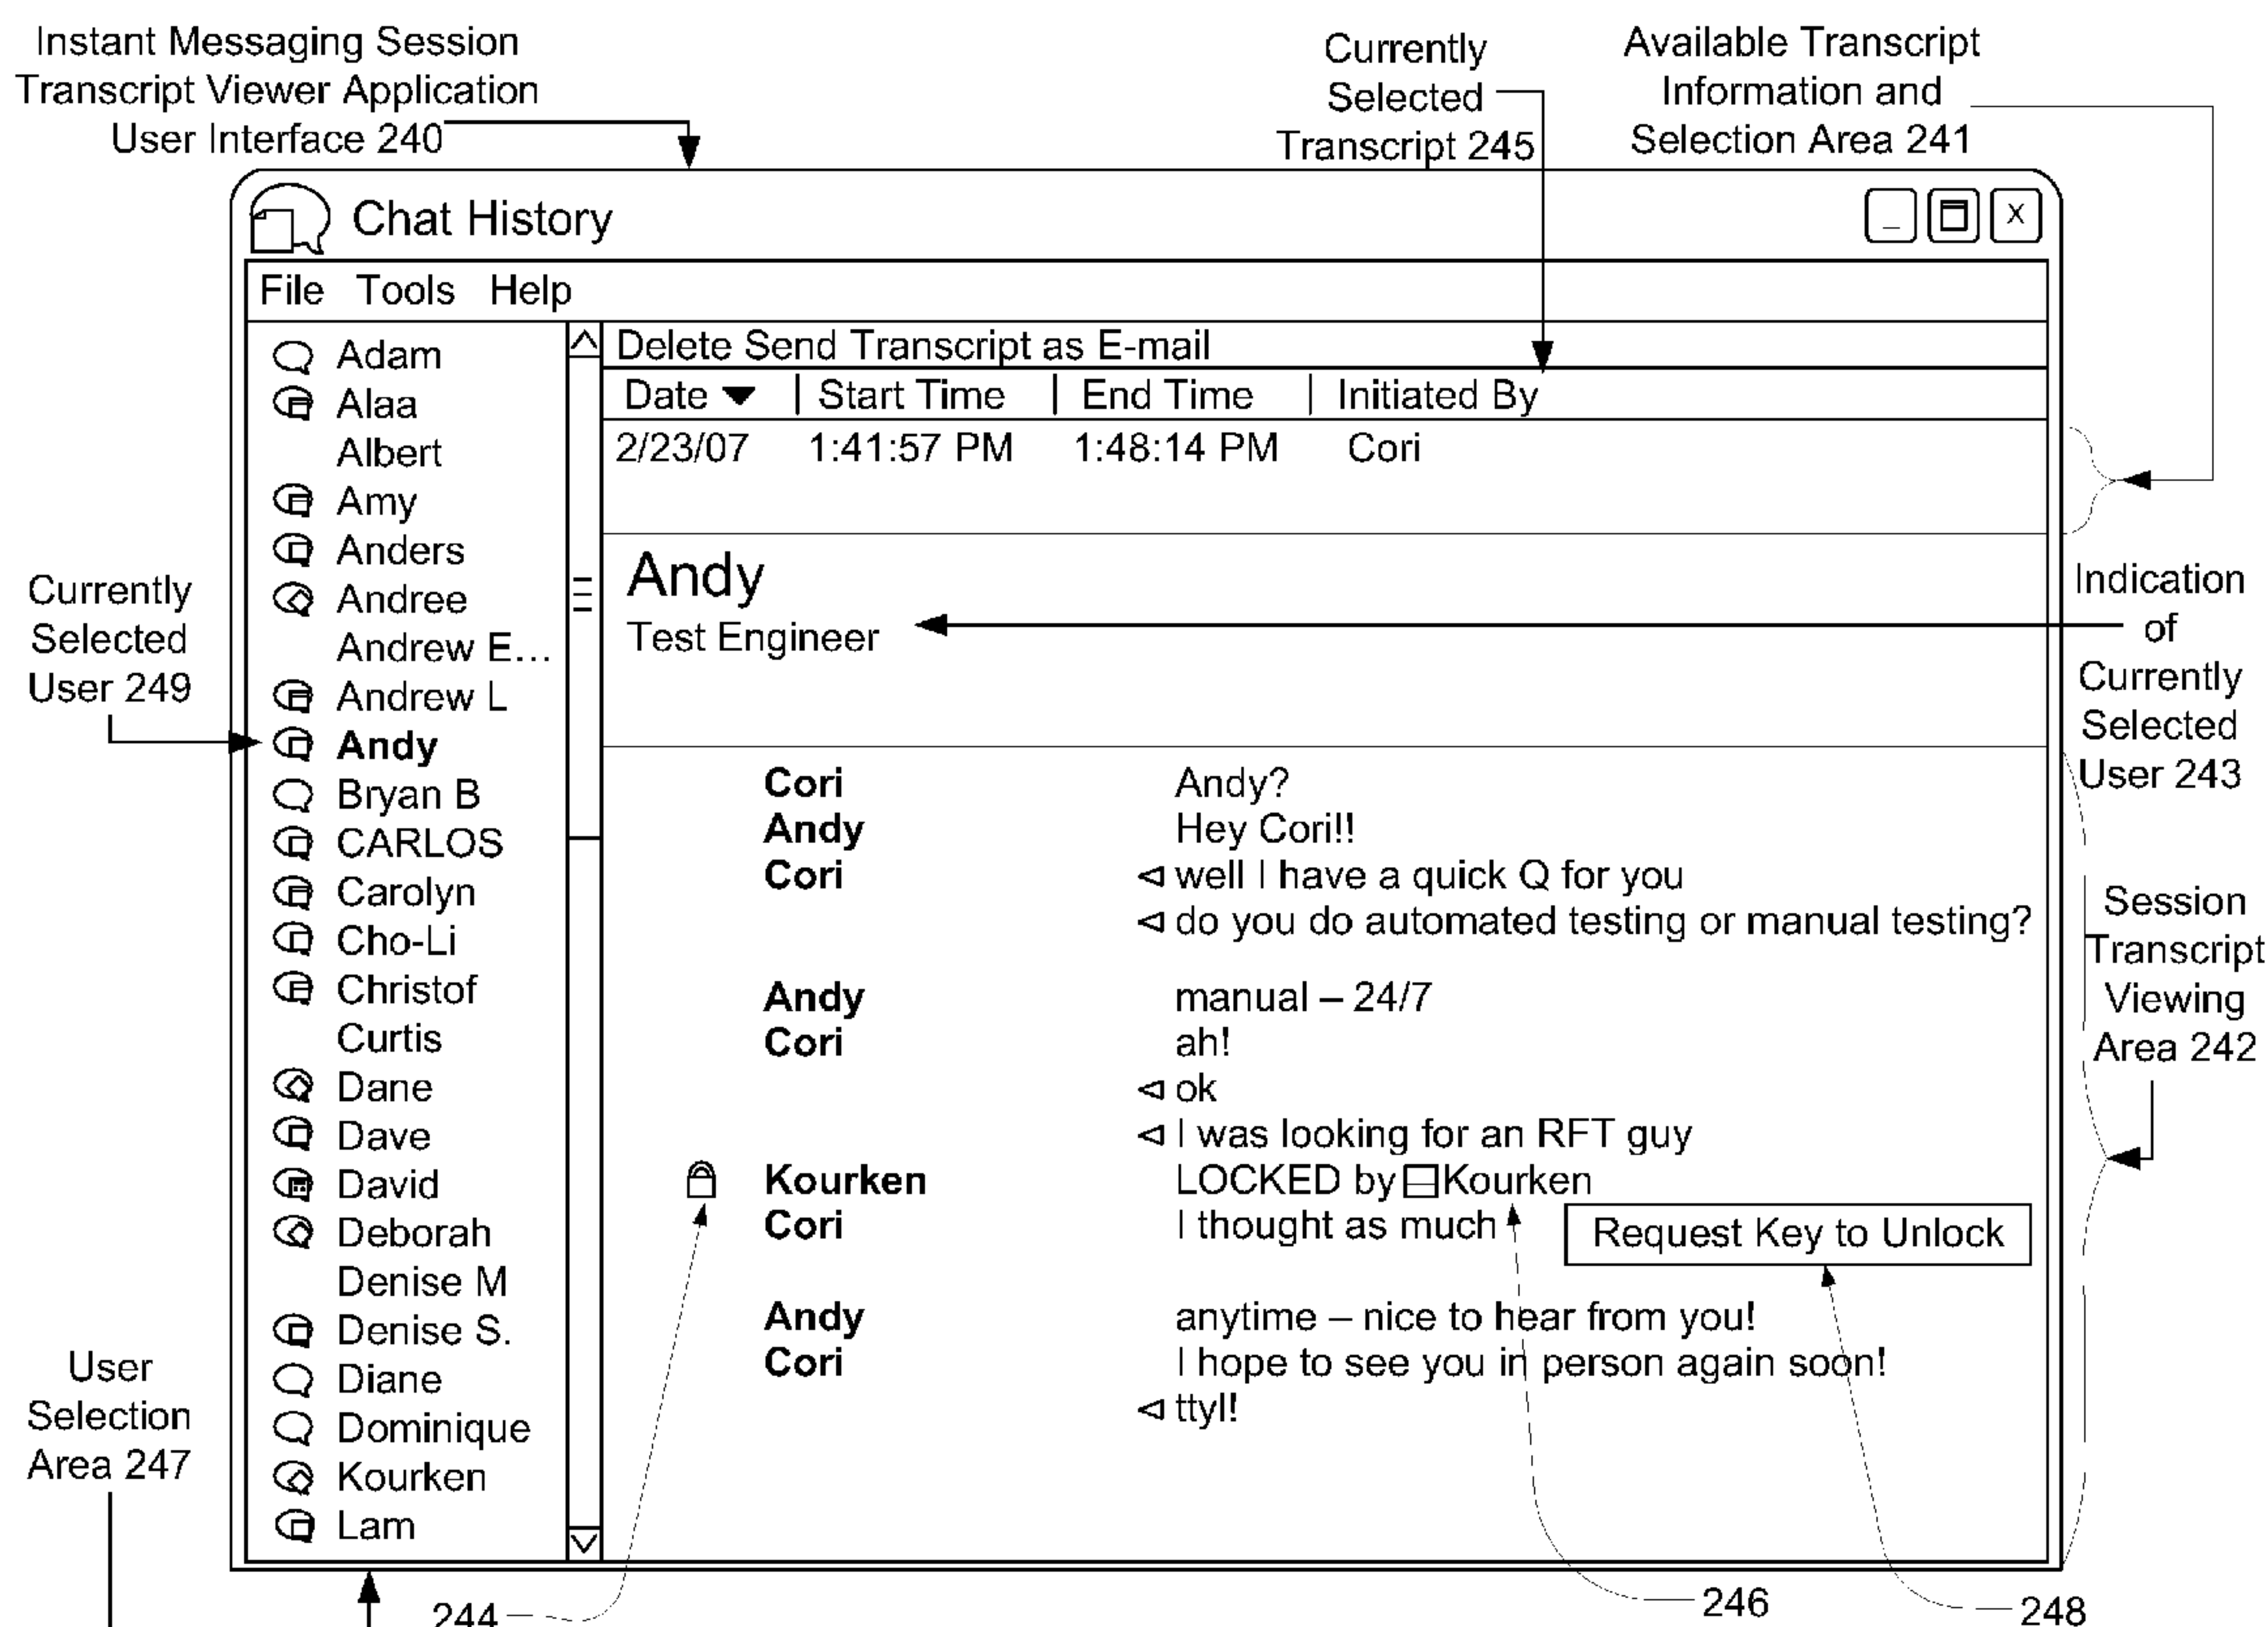 Instant Messaging Session
Transcript Viewer Application
User Interface 240
Currently
Selected
Transcript 245
Available Transcript
Information and
Selection Area 241
Chat History
_ X
File Tools Help
Delete Send Transcript as E-mail
Date Start Time End Time Initiated By
2/23/07 1:41:57 PM 1:48:14 PM Cori
Adam
Alaa
Albert
Amy
Anders
Andree
Andrew E...
Andrew L
Andy
Bryan B
CARLOS
Carolyn
Cho-Li
Christof
Curtis
Dane
Dave
David
Deborah
Denise M
Denise S.
Diane
Dominique
Kourken
Lam
Currently
Selected
User 249
User
Selection
Area 247
Andy
Test Engineer
Indication
of
Currently
Selected
User 243
Cori Andy?
Andy Hey Cori!!
Cori well I have a quick Q for you
do you do automated testing or manual testing?
Andy manual – 24/7
Cori ah!
ok
I was looking for an RFT guy
Kourken LOCKED by Kourken
Cori I thought as much
Request Key to Unlock
Andy anytime – nice to hear from you!
Cori I hope to see you in person again soon!
ttyl!
Session
Transcript
Viewing
Area 242
244
246
248